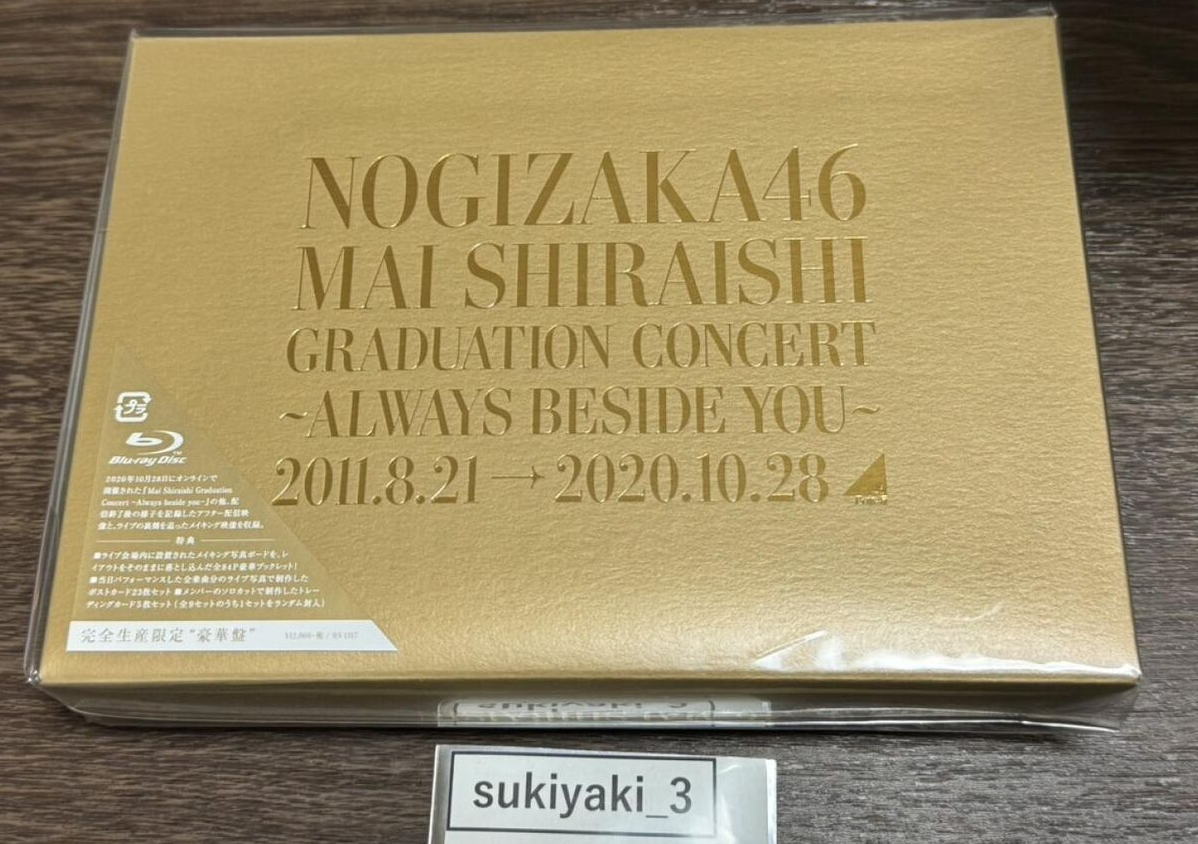 NOGIZAKA46
MAI SHIRAISHI
GRADUATION CONCERT
~ALWAYS BESIDE YOU~
2011.8.21→2020.10.28
プラ
Blu-ray Disc
TM
2020年10月28日にオンラインで
開催された『Mai Shiraishi Graduation
Concert ~Always beside you~』の他、配
信終了後の様子を記録したアフター配信映
像と、ライブの裏側を追ったメイキング映像を収録。
特典
■ライブ会場内に設置されたメイキング写真ボードを、レ
イアウトをそのままに落とし込んだ全84P豪華ブックレット!
■当日パフォーマンスした全楽曲分のライブ写真で制作した
ポストカード23枚セット ■メンバーのソロカットで制作したトレー
ディングカード5枚セット(全9セットのうち1セットをランダム封入)
完全生産限定“豪華盤”
sukiyaki_3
sukiyaki_3